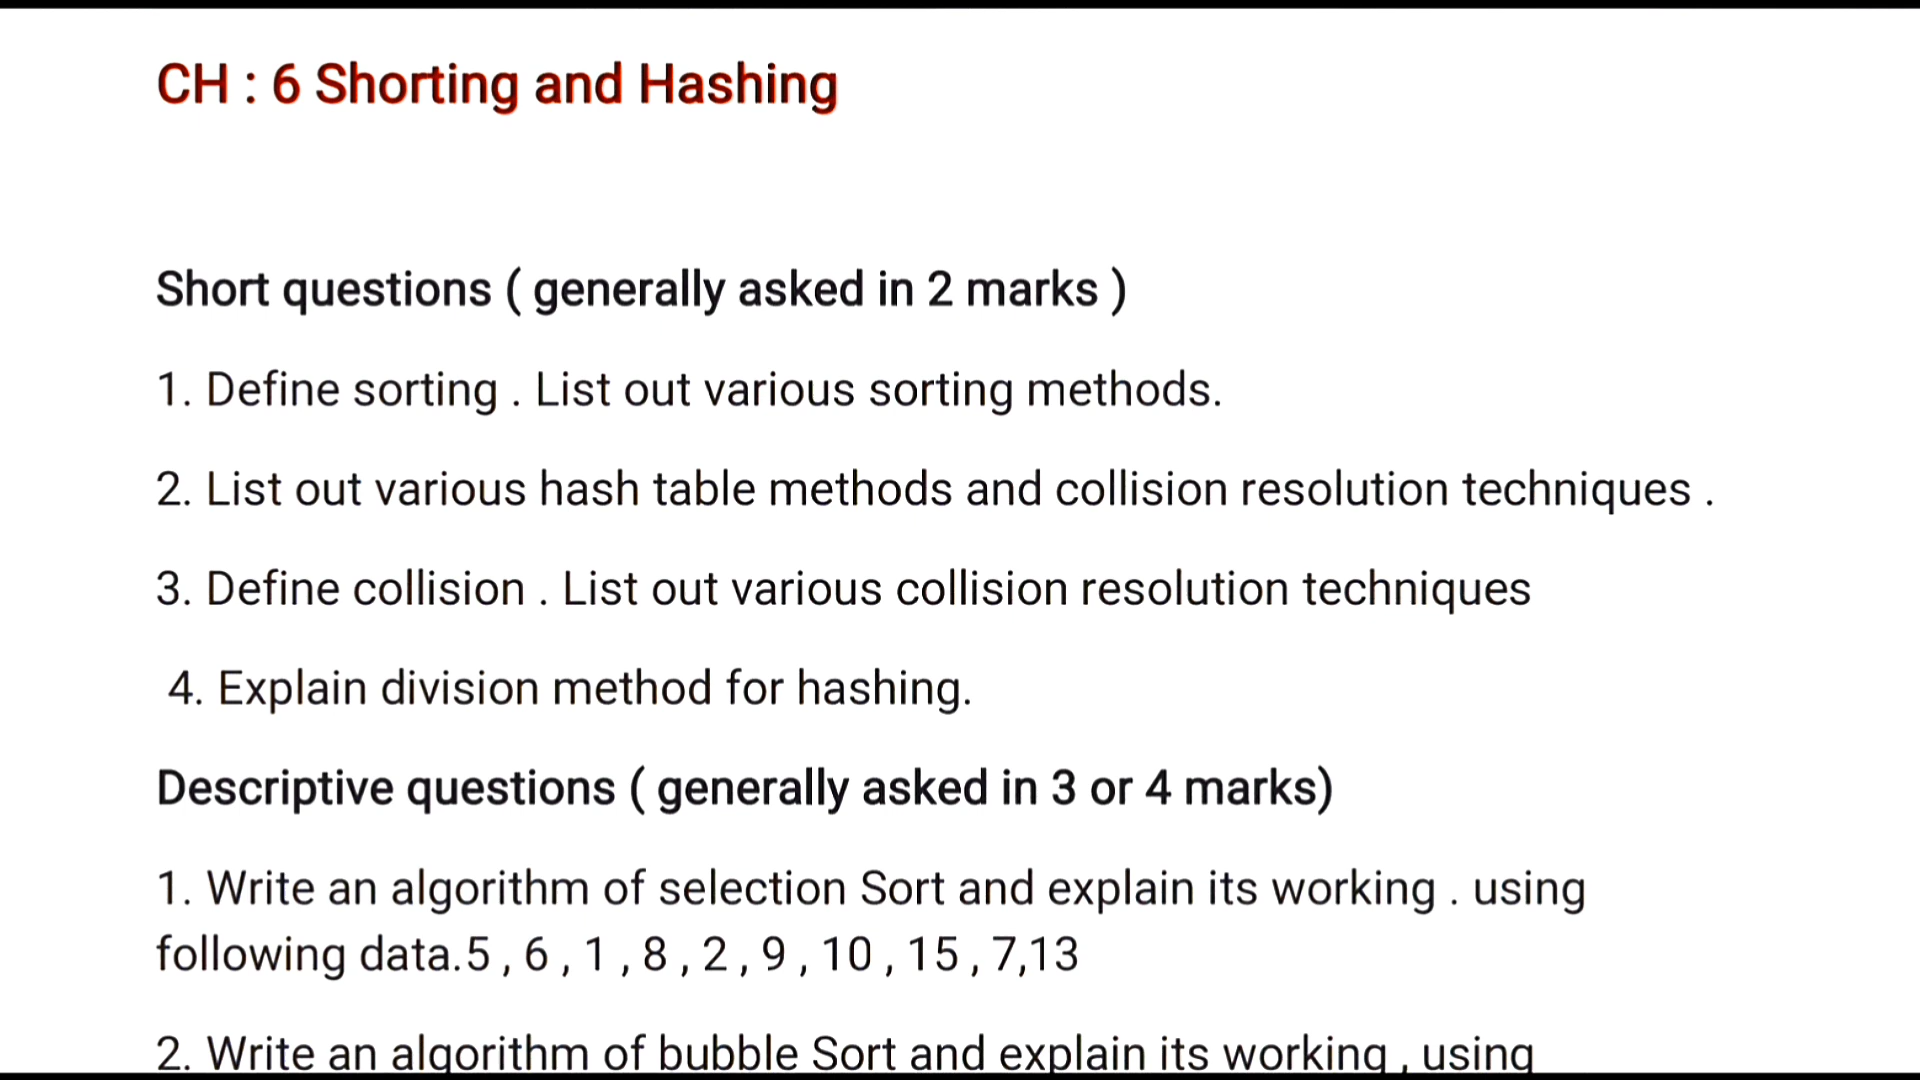 CH : 6 Shorting and Hashing
Short questions ( generally asked in 2 marks )
1. Define sorting . List out various sorting methods.
2. List out various hash table methods and collision resolution techniques .
3. Define collision . List out various collision resolution techniques
4. Explain division method for hashing.
Descriptive questions ( generally asked in 3 or 4 marks)
1. Write an algorithm of selection Sort and explain its working . using
following data.5 , 6 , 1 , 8 , 2 , 9 , 10 , 15 , 7,13
2. Write an algorithm of bubble Sort and explain its working , using